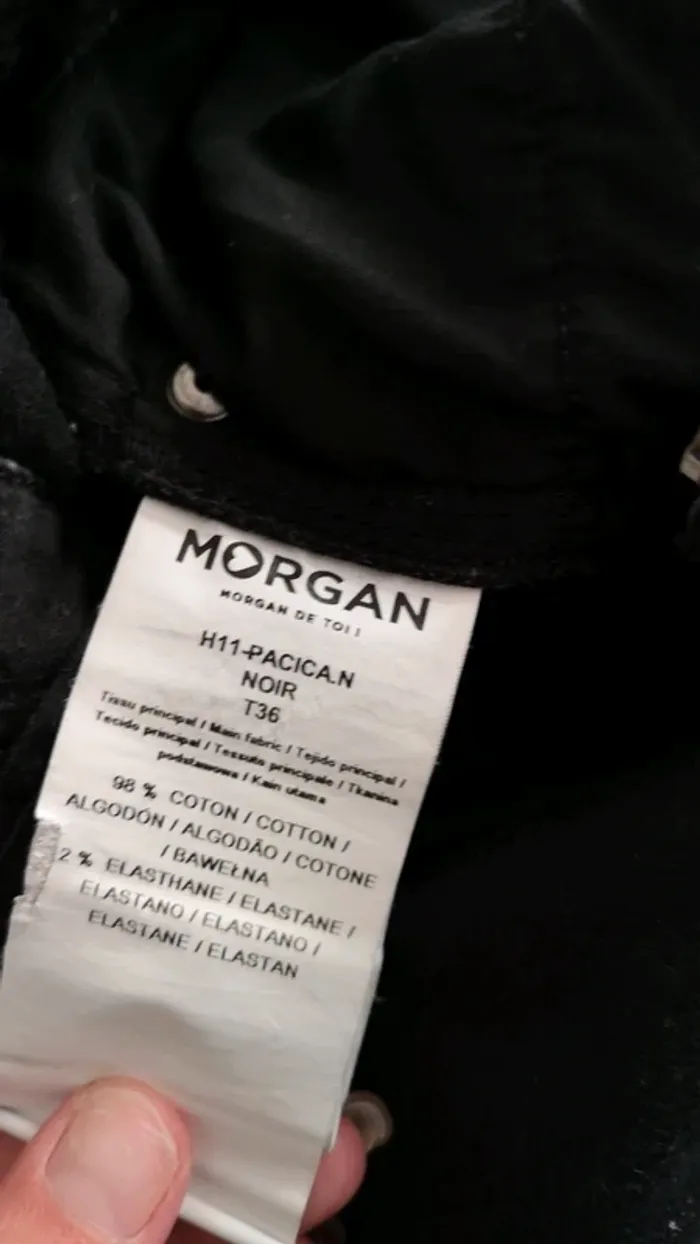 MORGAN
MORGAN DE TOI !
H11-PACICA.N
NOIR
T36
Tissu principal / Main fabric / Tejido principal /
Tecido principal / Tessuto principale / Tkanina
podstawowa / Kain utama
98 % COTON / COTTON /
ALGODÓN / ALGODÃO / COTONE
/ BAWEŁNA
2 % ELASTHANE / ELASTANE /
ELASTANO / ELASTANO /
ELASTANE / ELASTAN